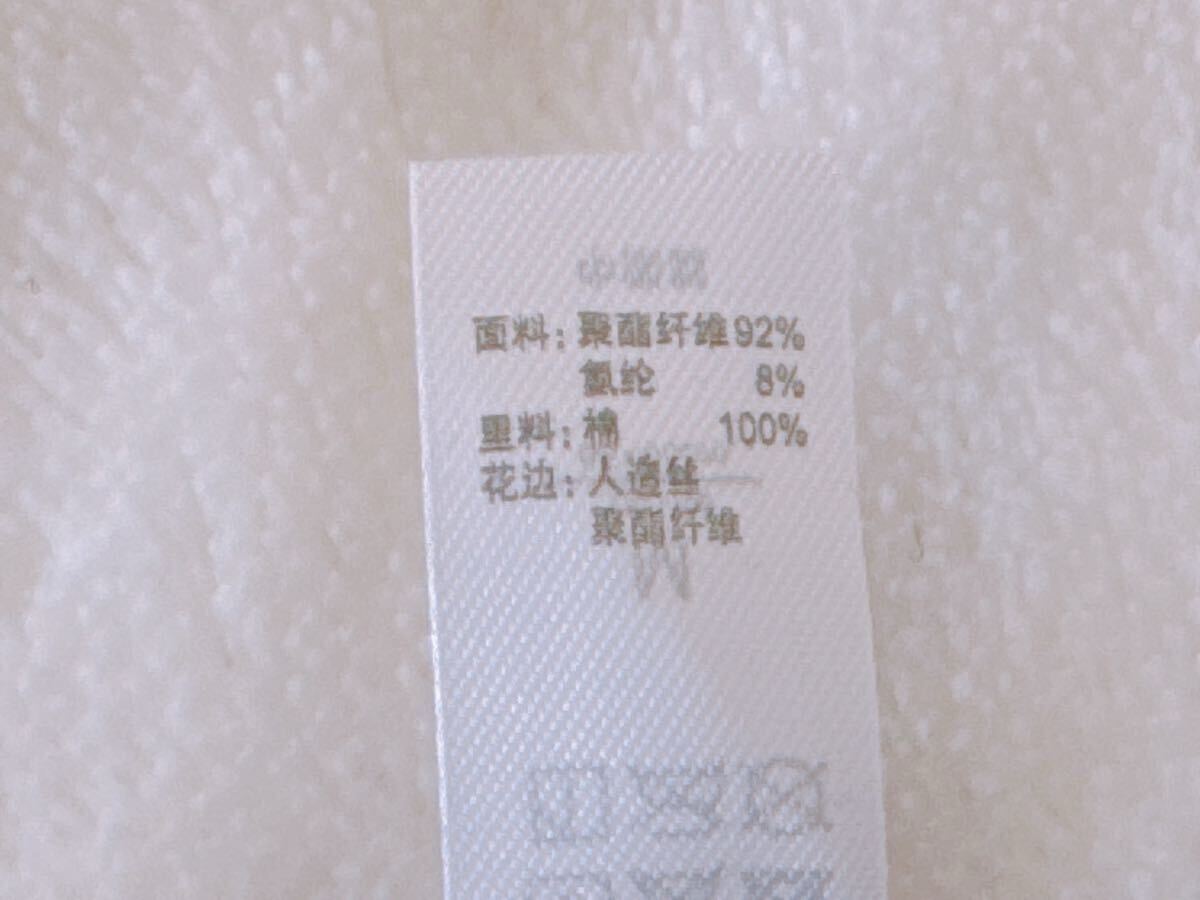 面料：聚酯纤维92%
氨纶 8%
里料：棉 100%
花边：人造丝
聚酯纤维